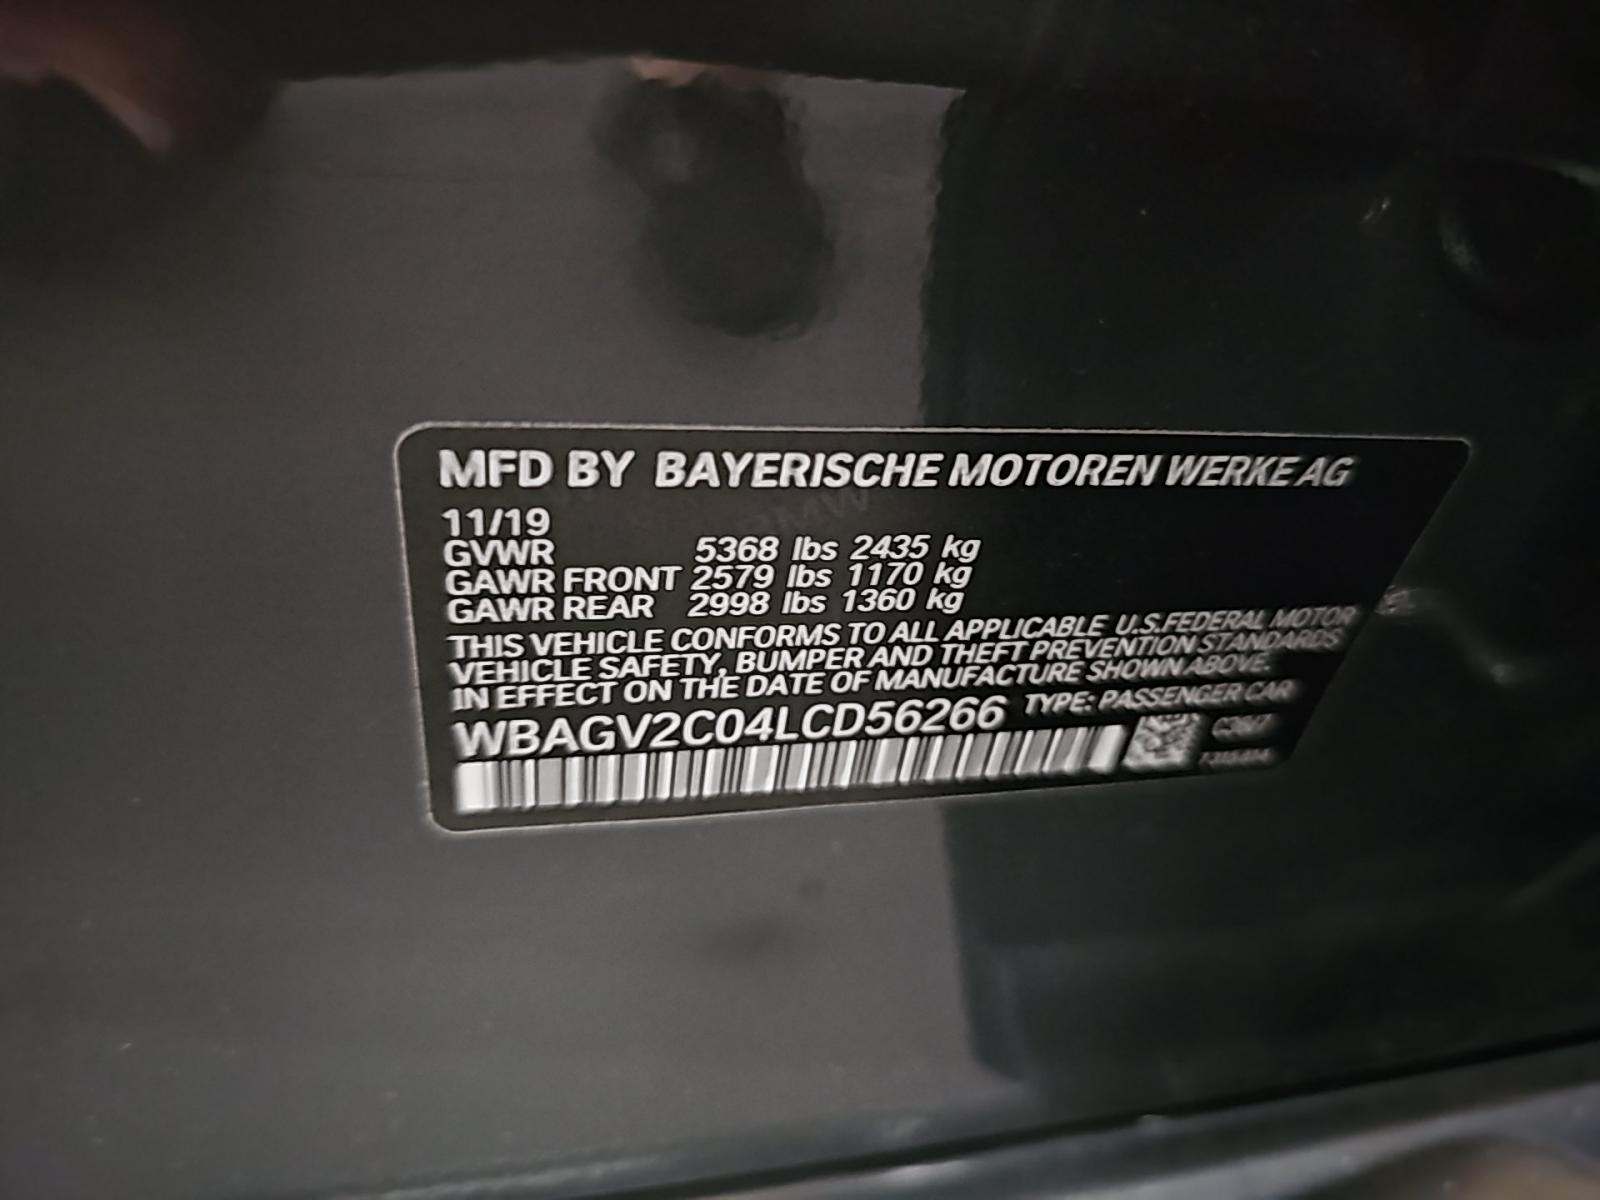 MFD BY BAYERISCHE MOTOREN WERKE AG
11/19
GVWR 5368 lbs 2435 kg
GAWR FRONT 2579 lbs 1170 kg
GAWR REAR 2998 lbs 1360 kg
THIS VEHICLE CONFORMS TO ALL APPLICABLE U.S.FEDERAL MOTOR
VEHICLE SAFETY, BUMPER AND THEFT PREVENTION STANDARDS
IN EFFECT ON THE DATE OF MANUFACTURE SHOWN ABOVE.
WBAGV2C04LCD56266 TYPE: PASSENGER CAR